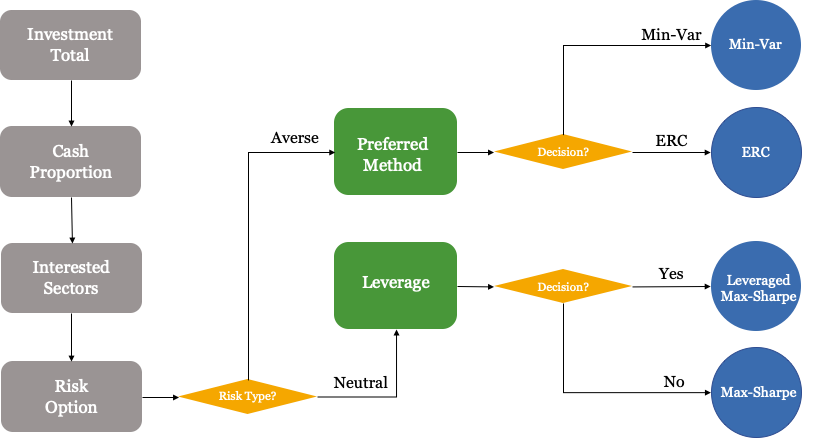 Investment
Total
Cash
Proportion
Interested
Sectors
Risk
Option
Risk Type?
Averse
Neutral
Preferred
Method
Decision?
Min-Var
Min-Var
ERC
ERC
Leverage
Decision?
Yes
Leveraged
Max-Sharpe
No
Max-Sharpe